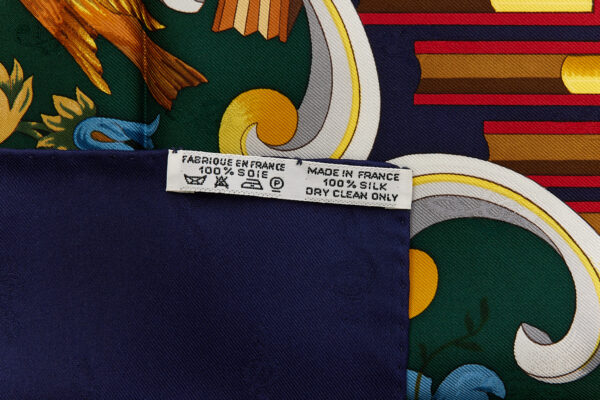 FABRIQUE EN FRANCE
100% SOIE
MADE IN FRANCE
100% SILK
DRY CLEAN ONLY